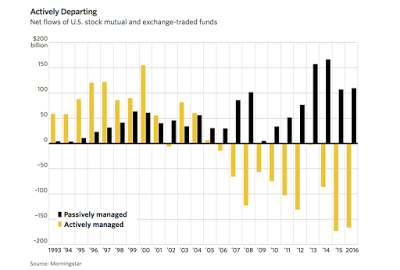 Actively Departing
Net flows of U.S. stock mutual and exchange-traded funds
$200
billion
150
100
50
0
−50
−100
−150
−200
Passively managed
Actively managed
1993 '94 '95 '96 '97 '98 '99 '00 '01 '02 '03 '04 '05 '06 '07 '08 '09 '10 '11 '12 '13 '14 '15 2016
Source: Morningstar